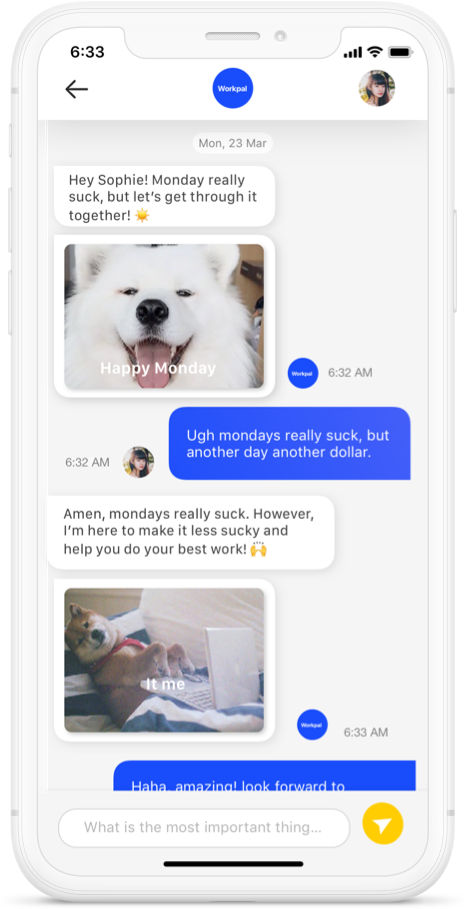 6:33
Workpal
Mon, 23 Mar
Hey Sophie! Monday really
suck, but let's get through it
together! ☀️
Happy Monday
Workpal
6:32 AM
Ugh mondays really suck, but
another day another dollar.
6:32 AM
Amen, mondays really suck. However,
I'm here to make it less sucky and
help you do your best work! 🙌
It me
Workpal
6:33 AM
Haha, amazing! look forward to
What is the most important thing...